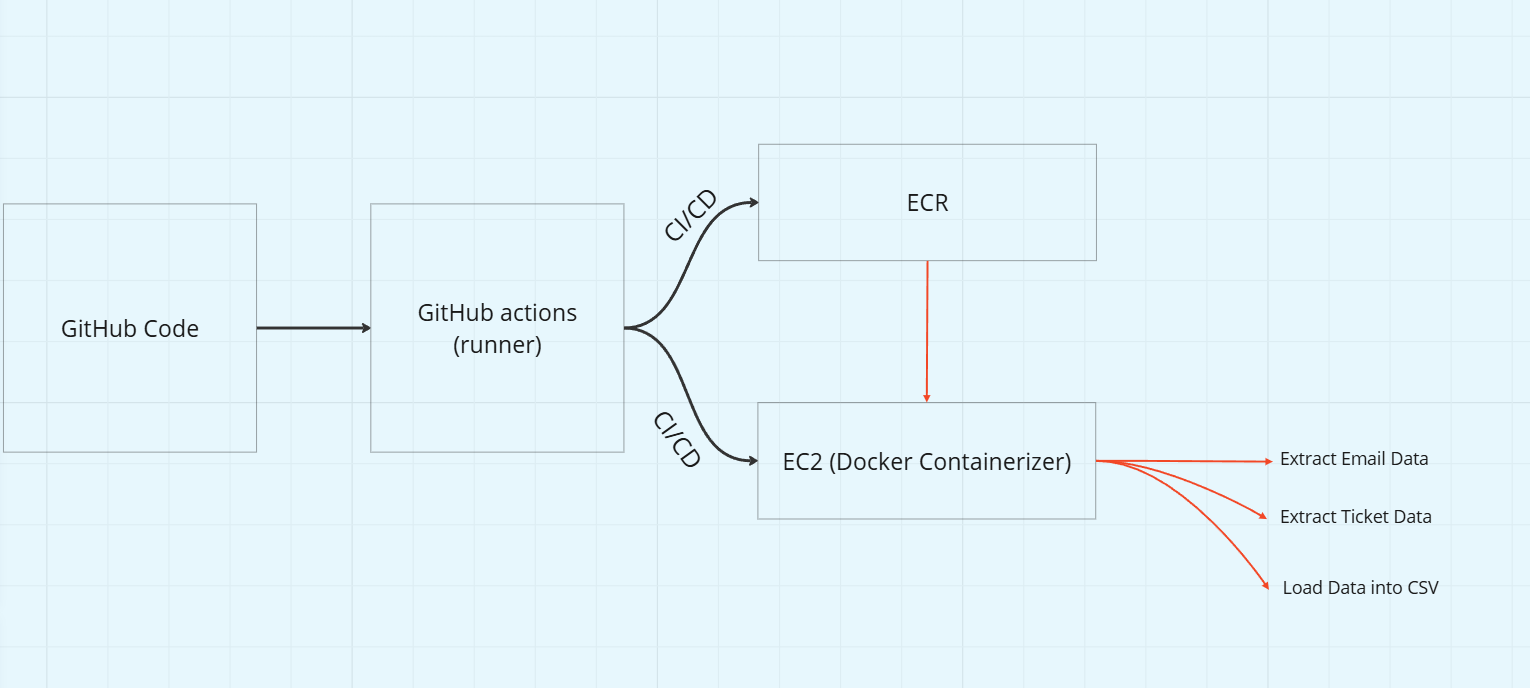 GitHub Code
GitHub actions
(runner)
CI/CD
CI/CD
ECR
EC2 (Docker Containerizer)
Extract Email Data
Extract Ticket Data
Load Data into CSV